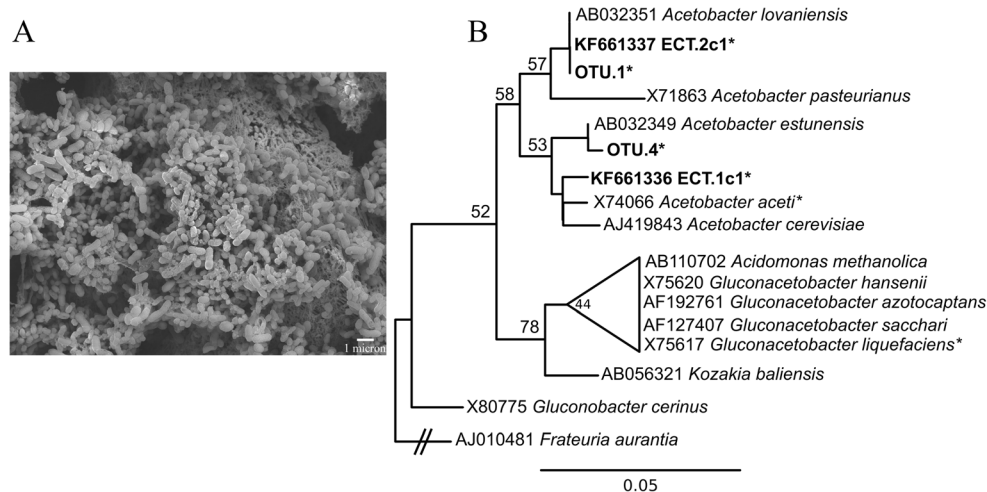 A
B
1 micron
AB032351 Acetobacter lovaniensis
KF661337 ECT.2c1*
OTU.1*
57
X71863 Acetobacter pasteurianus
58
AB032349 Acetobacter estunensis
53
OTU.4*
KF661336 ECT.1c1*
X74066 Acetobacter aceti*
52
AJ419843 Acetobacter cerevisiae
AB110702 Acidomonas methanolica
X75620 Gluconacetobacter hansenii
44
AF192761 Gluconacetobacter azotocaptans
78
AF127407 Gluconacetobacter sacchari
X75617 Gluconacetobacter liquefaciens*
AB056321 Kozakia baliensis
X80775 Gluconobacter cerinus
AJ010481 Frateuria aurantia
0.05